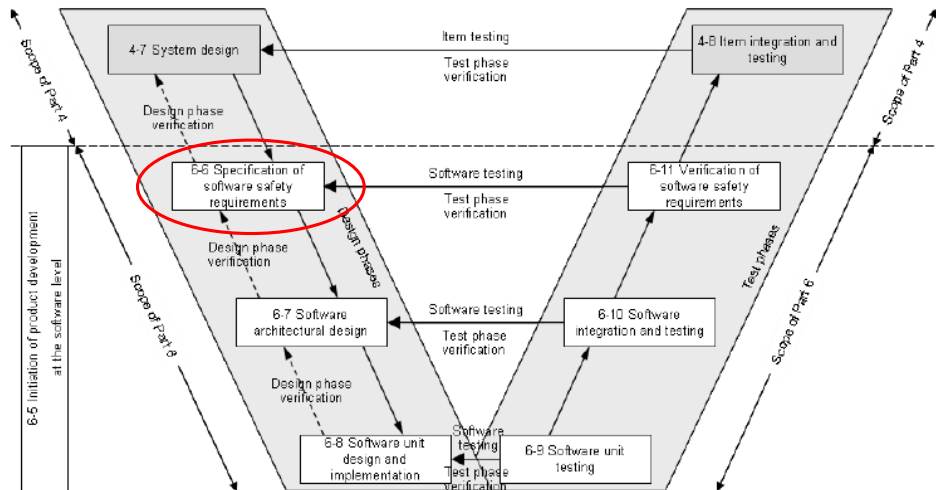 4-7 System design
Item testing
Test phase
verification
4-8 Item integration and
testing
Scope of Part 4
Scope of Part 4
Design phase
verification
6-6 Specification of
software safety
requirements
Software testing
Test phase
verification
6-11 Verification of
software safety
requirements
Design phases
Test phases
Design phase
verification
6-5 Initiation of product development
at the software level
Scope of Part 6
Scope of Part 6
6-7 Software
architectural design
Software testing
Test phase
verification
6-10 Software
integration and testing
Design phase
verification
6-8 Software unit
design and
implementation
Software
testing
Test phase
verification
6-9 Software unit
testing